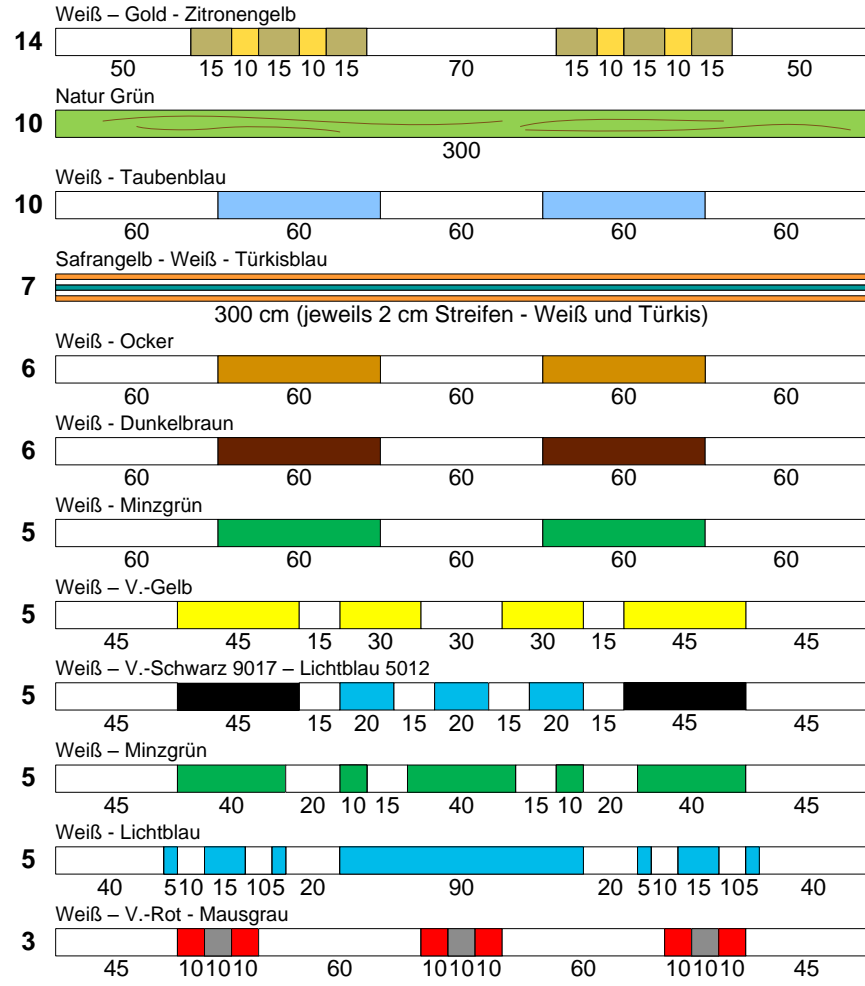 Weiß – Gold - Zitronengelb
14
50 15 10 15 10 15 70 15 10 15 10 15 50
Natur Grün
10
300
Weiß - Taubenblau
10
60 60 60 60 60
Safrangelb - Weiß - Türkisblau
7
300 cm (jeweils 2 cm Streifen - Weiß und Türkis)
Weiß - Ocker
6
60 60 60 60 60
Weiß - Dunkelbraun
6
60 60 60 60 60
Weiß - Minzgrün
5
60 60 60 60 60
Weiß – V.-Gelb
5
45 45 15 30 30 30 15 45 45
Weiß – V.-Schwarz 9017 – Lichtblau 5012
5
45 45 15 20 15 20 15 20 15 45 45
Weiß – Minzgrün
5
45 40 20 10 15 40 15 10 20 40 45
Weiß - Lichtblau
5
40 5 10 15 10 5 20 90 20 5 10 15 10 5 40
Weiß – V.-Rot - Mausgrau
3
45 10 10 10 60 10 10 10 60 10 10 10 45